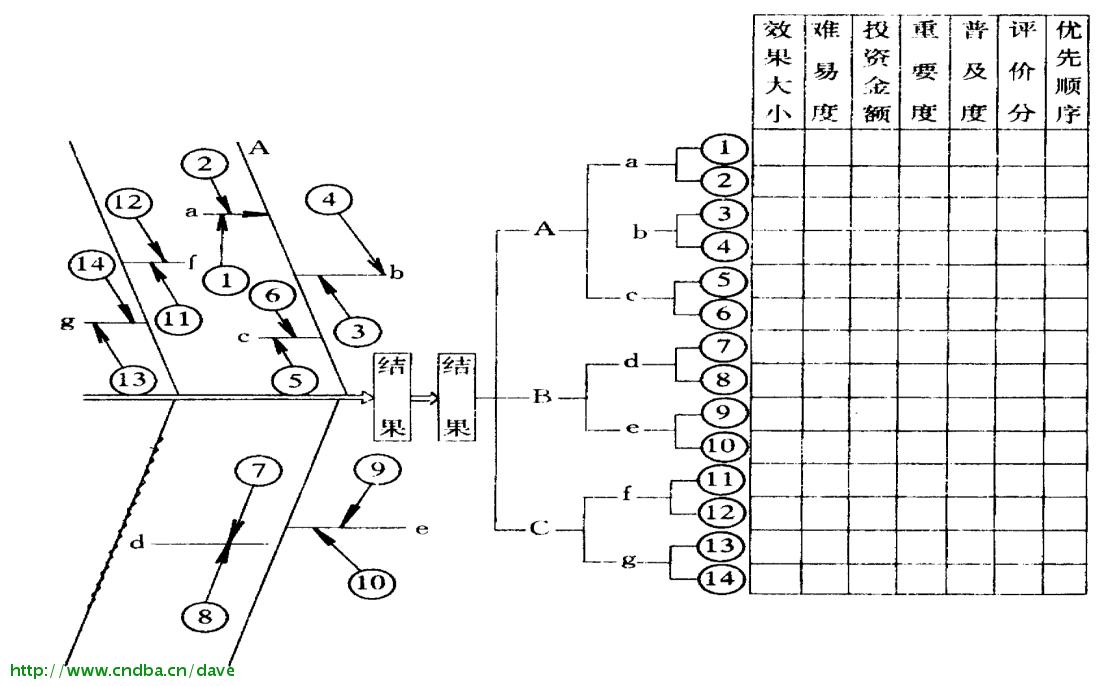 效果大小
难易度
投资金额
重要度
普及度
评价分
优先顺序
A
②
a
①
④
b
③
⑥
c
⑤
⑫
f
⑪
⑭
g
⑬
结果
结果
⑦
d
⑧
⑨
e
⑩
A
a
①
②
b
③
④
c
⑤
⑥
B
d
⑦
⑧
e
⑨
⑩
C
f
⑪
⑫
g
⑬
⑭
http://www.cndba.cn/dave